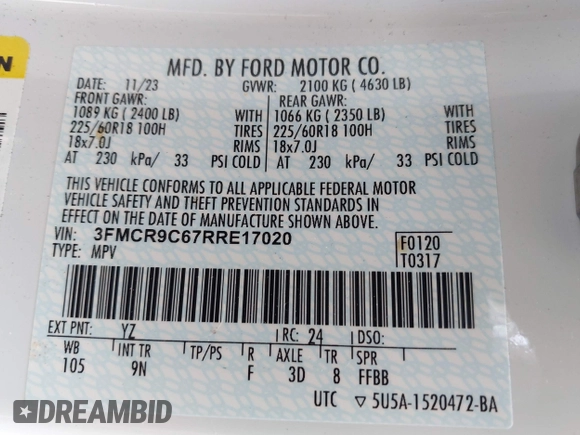 N
MFD. BY FORD MOTOR CO.
DATE: 11/23 GVWR: 2100 KG ( 4630 LB)
FRONT GAWR: REAR GAWR:
1089 KG ( 2400 LB) WITH 1066 KG ( 2350 LB) WITH
225/60R18 100H TIRES 225/60R18 100H TIRES
18x7.0J RIMS 18x7.0J RIMS
AT 230 kPa/ 33 PSI COLD AT 230 kPa/ 33 PSI COLD
THIS VEHICLE CONFORMS TO ALL APPLICABLE FEDERAL MOTOR
VEHICLE SAFETY AND THEFT PREVENTION STANDARDS IN
EFFECT ON THE DATE OF MANUFACTURE SHOWN ABOVE.
VIN: 3FMCR9C67RRE17020 F0120
TYPE: MPV T0317
EXT PNT: YZ RC: 24 DSO:
WB INT TR TP/PS R AXLE TR SPR
105 9N F 3D 8 FFBB
UTC ▽ 5U5A-1520472-BA
DREAMBID